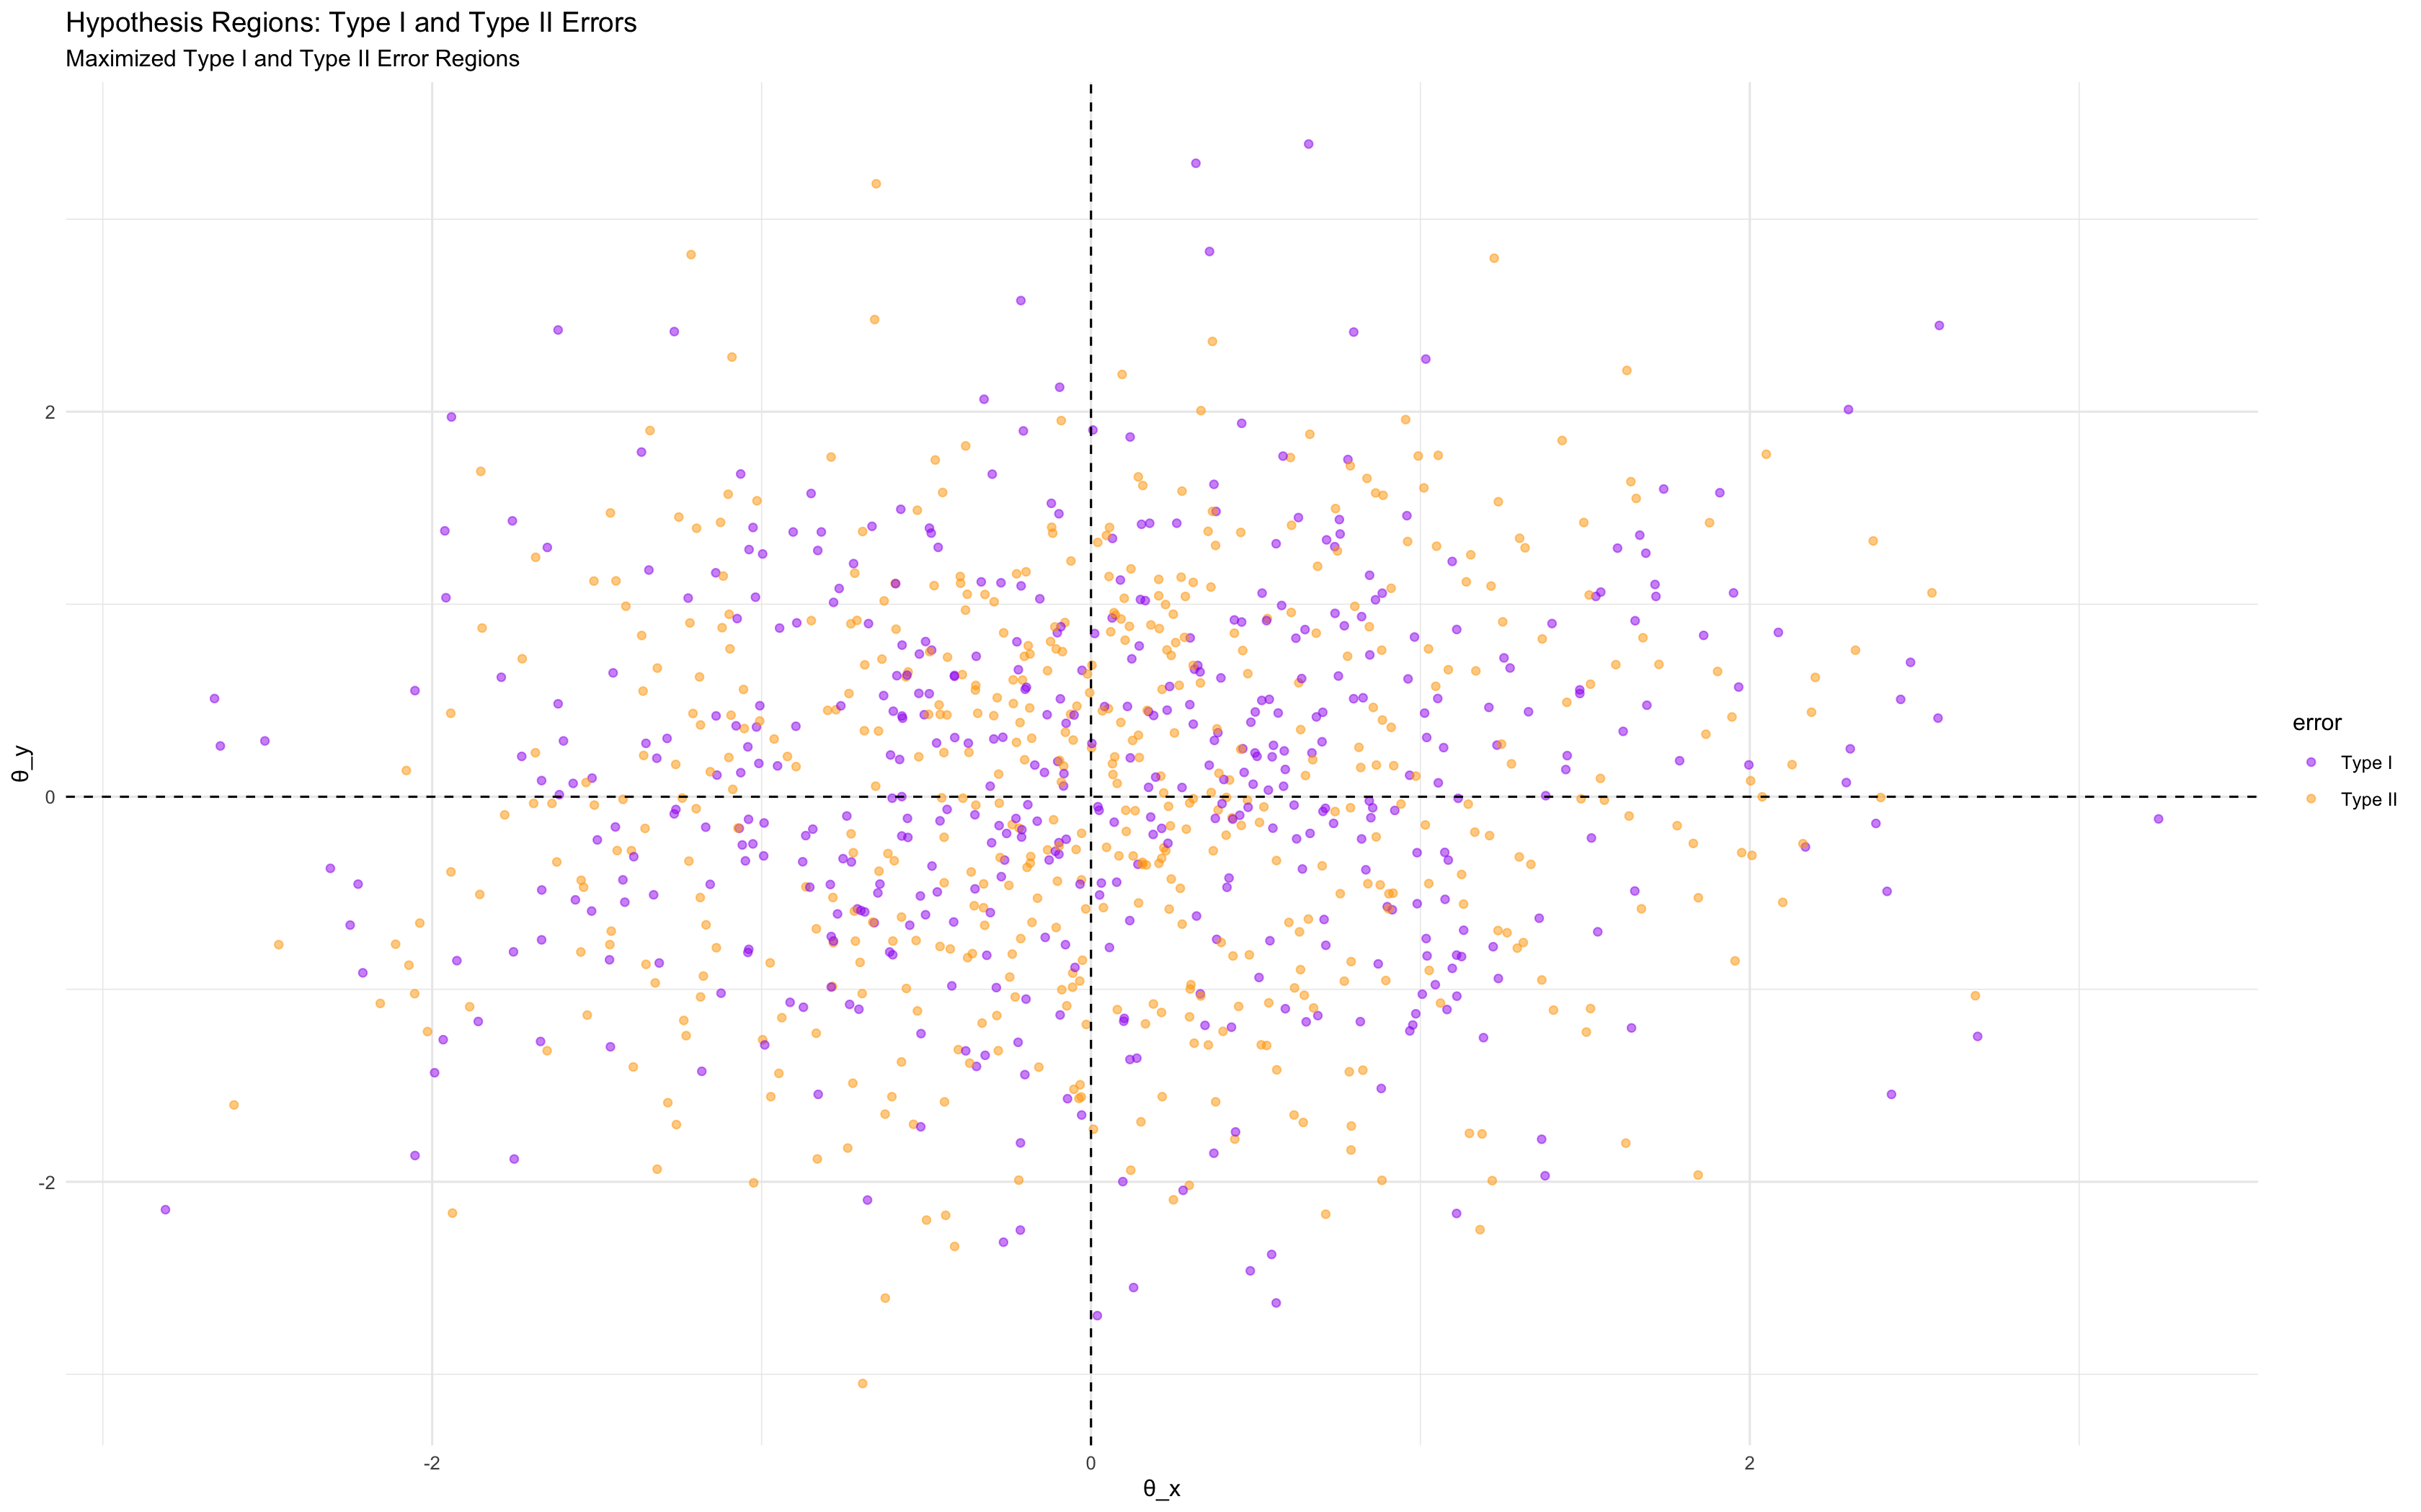 Hypothesis Regions: Type I and Type II Errors
Maximized Type I and Type II Error Regions
2
0
-2
θ_y
-2
0
2
θ_x
error
Type I
Type II